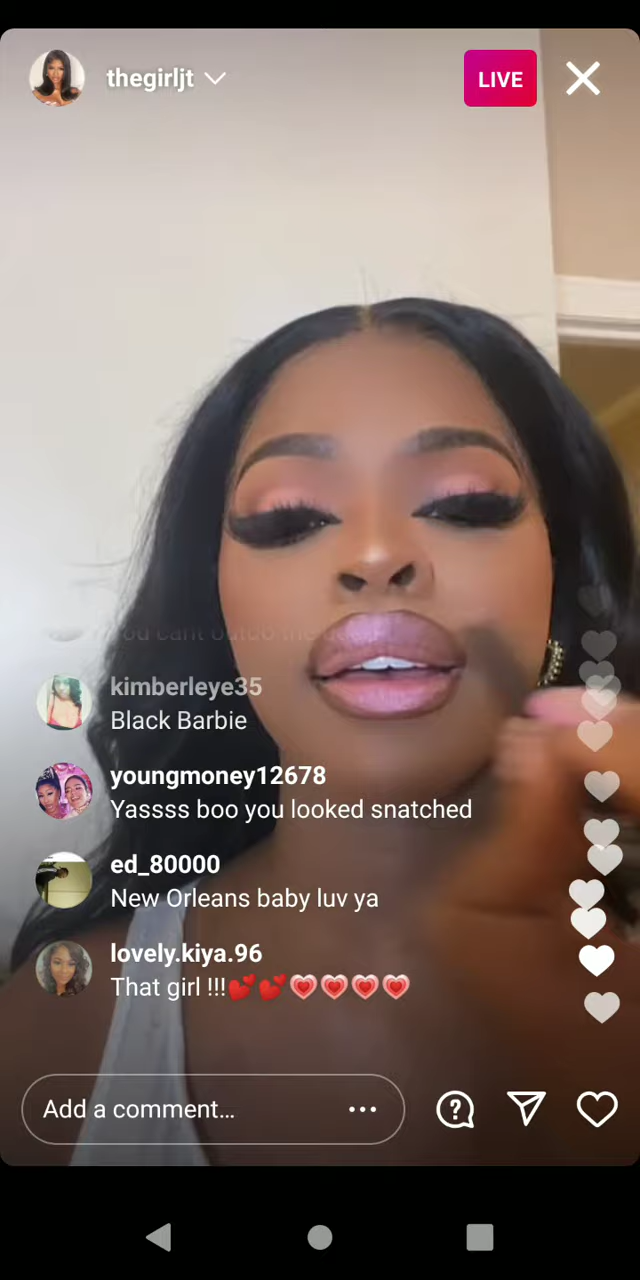 thegirljt
LIVE
kimberleye35
Black Barbie
youngmoney12678
Yassss boo you looked snatched
ed_80000
New Orleans baby luv ya
lovely.kiya.96
That girl !!!💕💕💗💗💗💗
Add a comment…